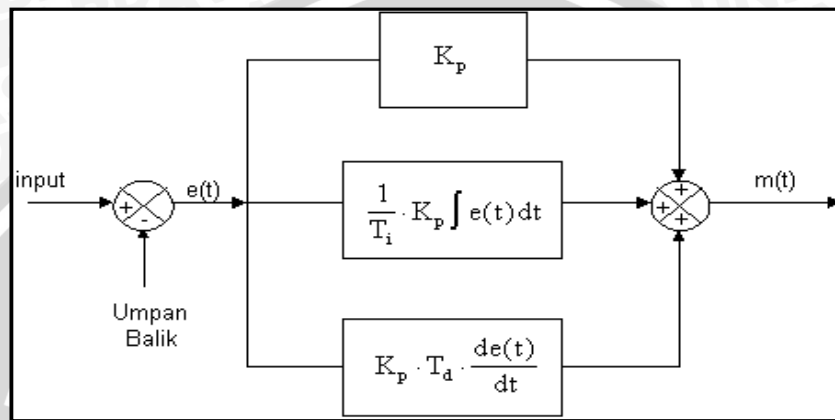 K_p
input
+
-
e(t)
1/T_i · K_p ∫ e(t) dt
+
+
+
m(t)
Umpan
Balik
K_p · T_d · de(t)/dt